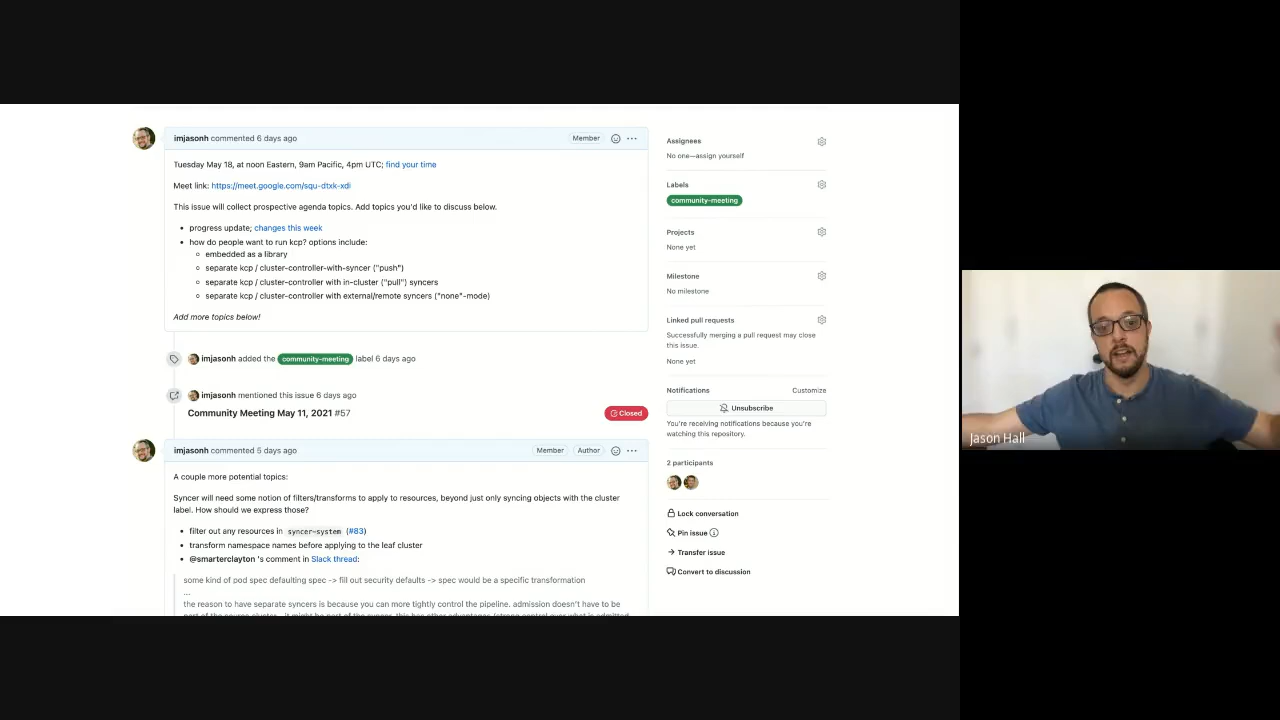 imjasonh commented 6 days ago
Member
Tuesday May 18, at noon Eastern, 9am Pacific, 4pm UTC; find your time
Meet link: https://meet.google.com/squ-dtxk-xdi
This issue will collect prospective agenda topics. Add topics you'd like to discuss below.
• progress update; changes this week
• how do people want to run kcp? options include:
embedded as a library
separate kcp / cluster-controller-with-syncer ("push")
separate kcp / cluster-controller with in-cluster ("pull") syncers
separate kcp / cluster-controller with external/remote syncers ("none"-mode)
Add more topics below!
imjasonh added the community-meeting label 6 days ago
imjasonh mentioned this issue 6 days ago
Community Meeting May 11, 2021 #57
Closed
imjasonh commented 5 days ago
Member
Author
A couple more potential topics:
Syncer will need some notion of filters/transforms to apply to resources, beyond just only syncing objects with the cluster
label. How should we express those?
• filter out any resources in syncer-system (#83)
• transform namespace names before applying to the leaf cluster
• @smarterclayton 's comment in Slack thread:
some kind of pod spec defaulting spec -> fill out security defaults -> spec would be a specific transformation
...
the reason to have separate syncers is because you can more tightly control the pipeline. admission doesn't have to be
Assignees
No one—assign yourself
Labels
community-meeting
Projects
None yet
Milestone
No milestone
Linked pull requests
Successfully merging a pull request may close
this issue.
None yet
Notifications
Customize
Unsubscribe
You're receiving notifications because you're
watching this repository.
2 participants
Lock conversation
Pin issue
Transfer issue
Convert to discussion
Jason Hall